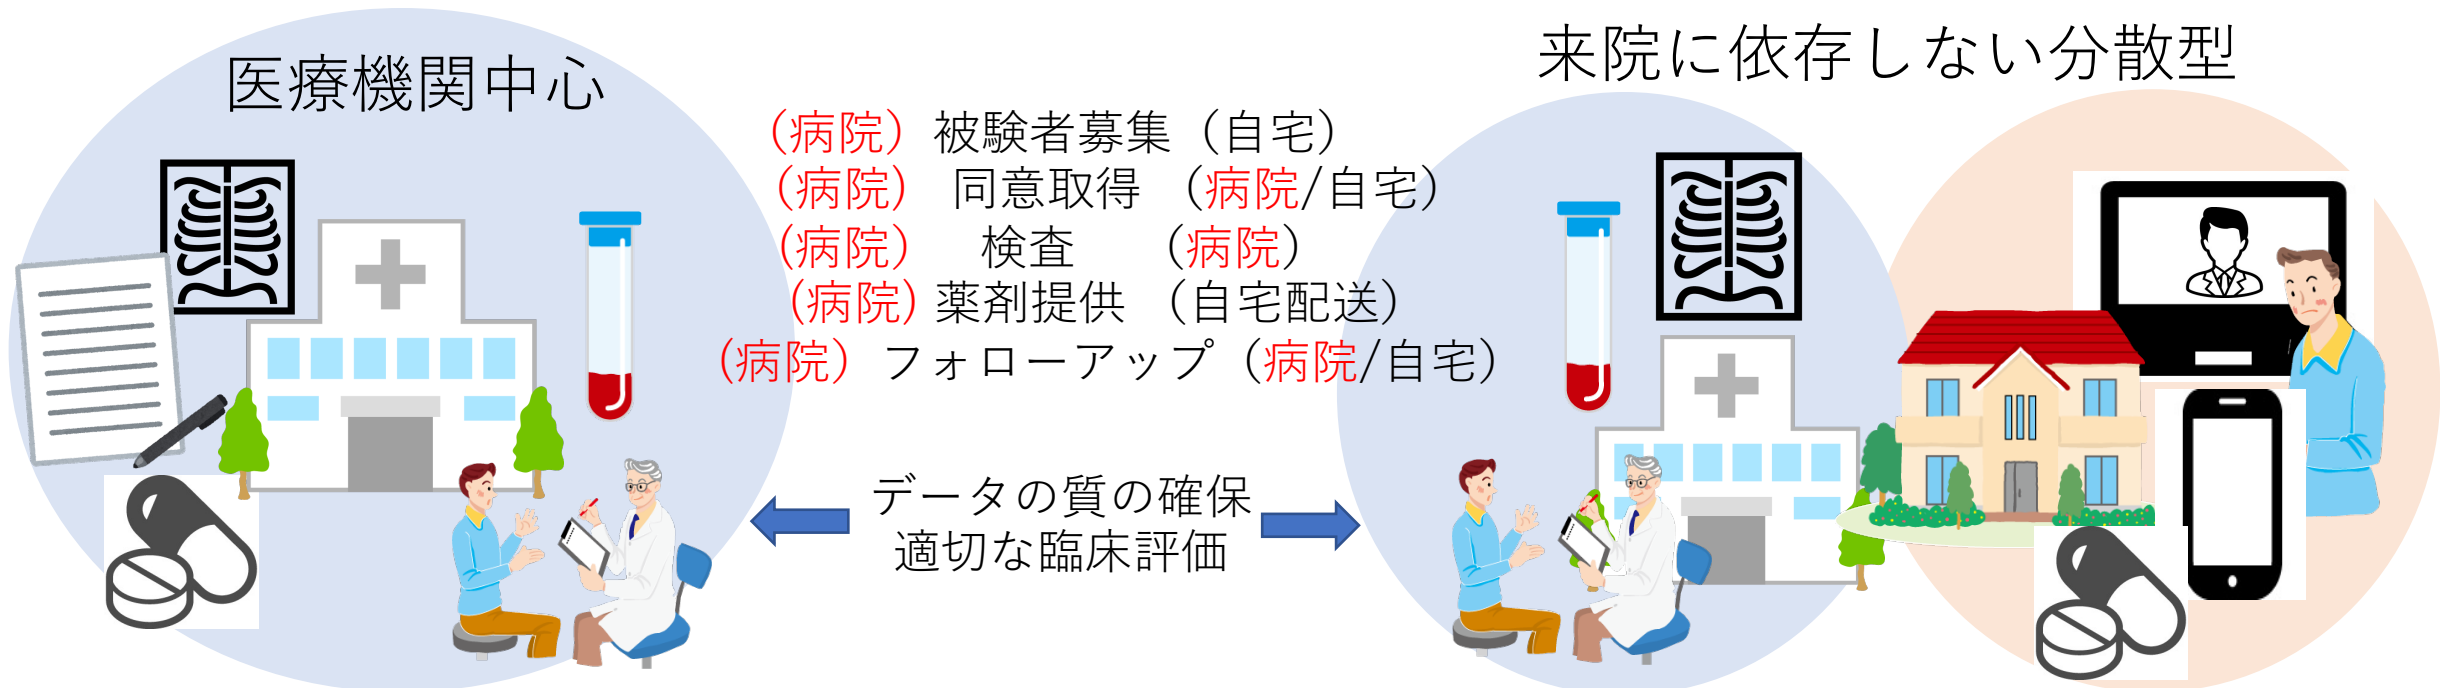 医療機関中心
来院に依存しない分散型
（病院）被験者募集（自宅）
（病院） 同意取得 （病院/自宅）
（病院） 検査 （病院）
（病院）薬剤提供 （自宅配送）
（病院）フォローアップ（病院/自宅）
データの質の確保
適切な臨床評価